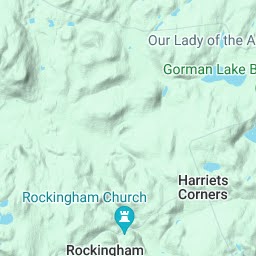 Our Lady of the A
Gorman Lake B
Harriets
Corners
Rockingham Church
Rockingham